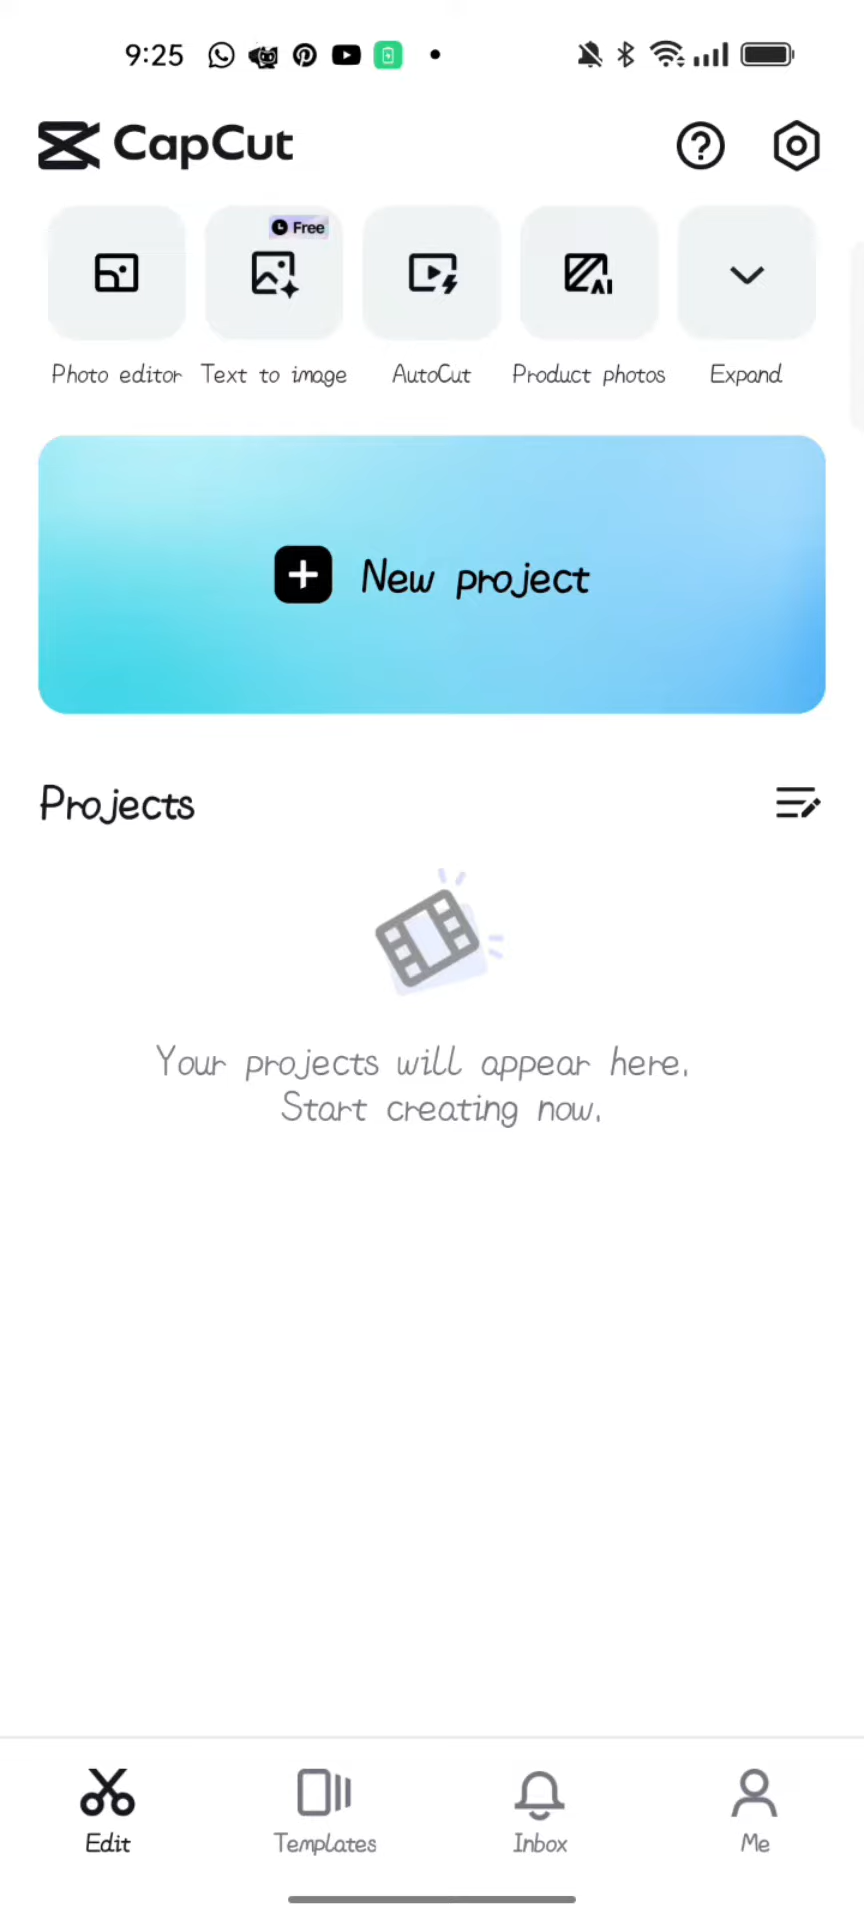 9:25
CapCut
Free
Photo editor
Text to image
AutoCut
AI
Product photos
Expand
New project
Projects
Your projects will appear here.
Start creating now.
Edit
Templates
Inbox
Me